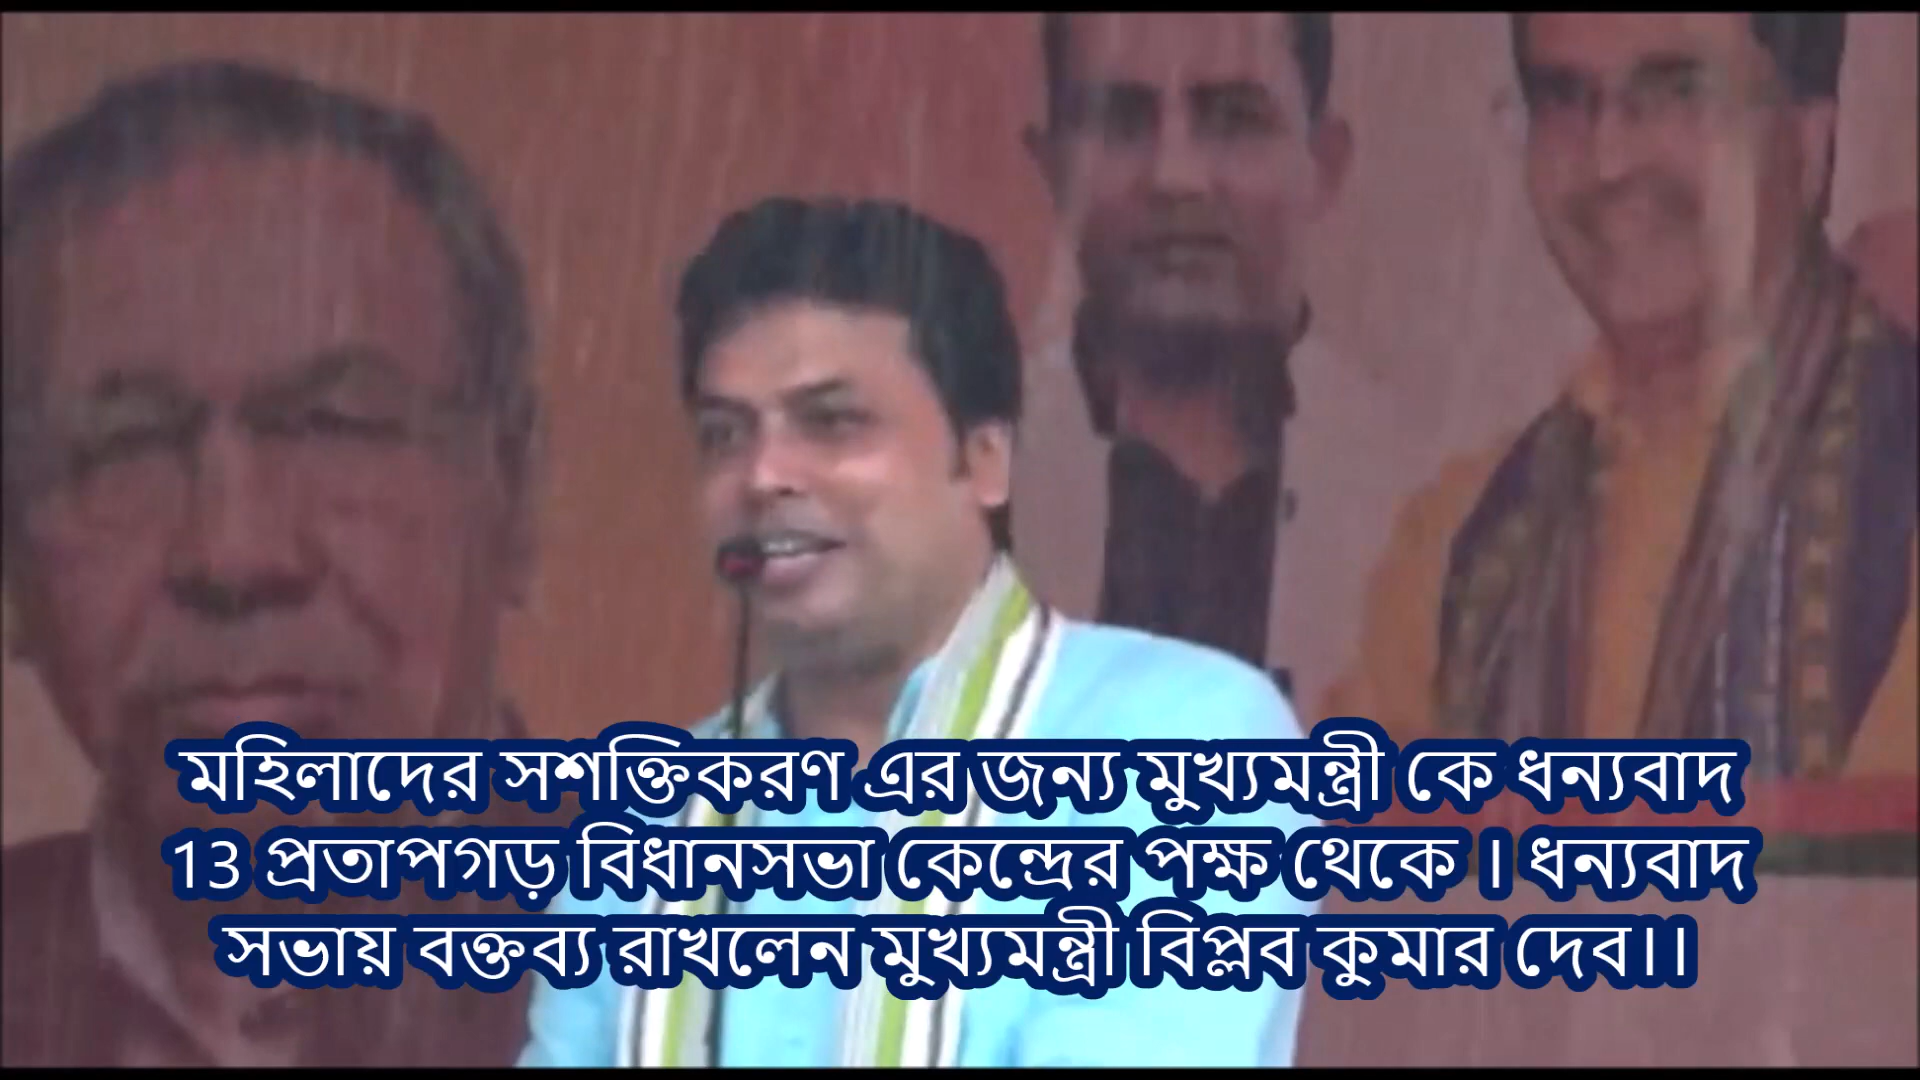 মহিলাদের সশক্তিকরণ এর জন্য মুখ্যমন্ত্রী কে ধন্যবাদ
13 প্রতাপগড় বিধানসভা কেন্দ্রের পক্ষ থেকে । ধন্যবাদ
সভায় বক্তব্য রাখলেন মুখ্যমন্ত্রী বিপ্লব কুমার দেব।।